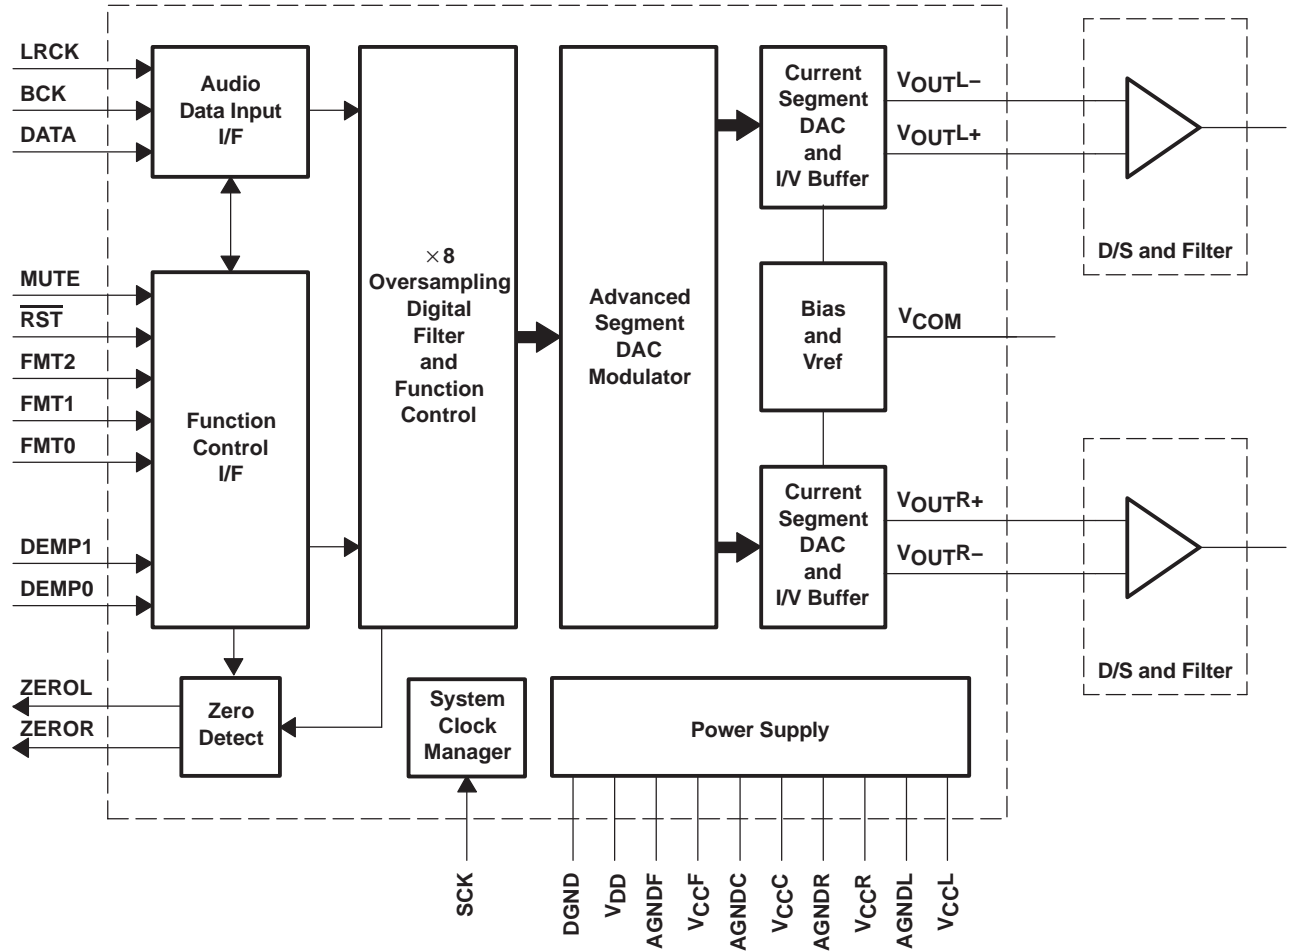 LRCK
BCK
DATA
Audio
Data Input
I/F
MUTE
RST
FMT2
FMT1
FMT0
DEMP1
DEMP0
Function
Control
I/F
×8
Oversampling
Digital
Filter
and
Function
Control
Advanced
Segment
DAC
Modulator
Current
Segment
DAC
and
I/V Buffer
VOUTL−
VOUTL+
D/S and Filter
Bias
and
Vref
VCOM
Current
Segment
DAC
and
I/V Buffer
VOUTR+
VOUTR−
D/S and Filter
ZEROL
ZEROR
Zero
Detect
System
Clock
Manager
Power Supply
SCK
DGND
VDD
AGNDF
VCCF
AGNDC
VCCC
AGNDR
VCCR
AGNDL
VCCL